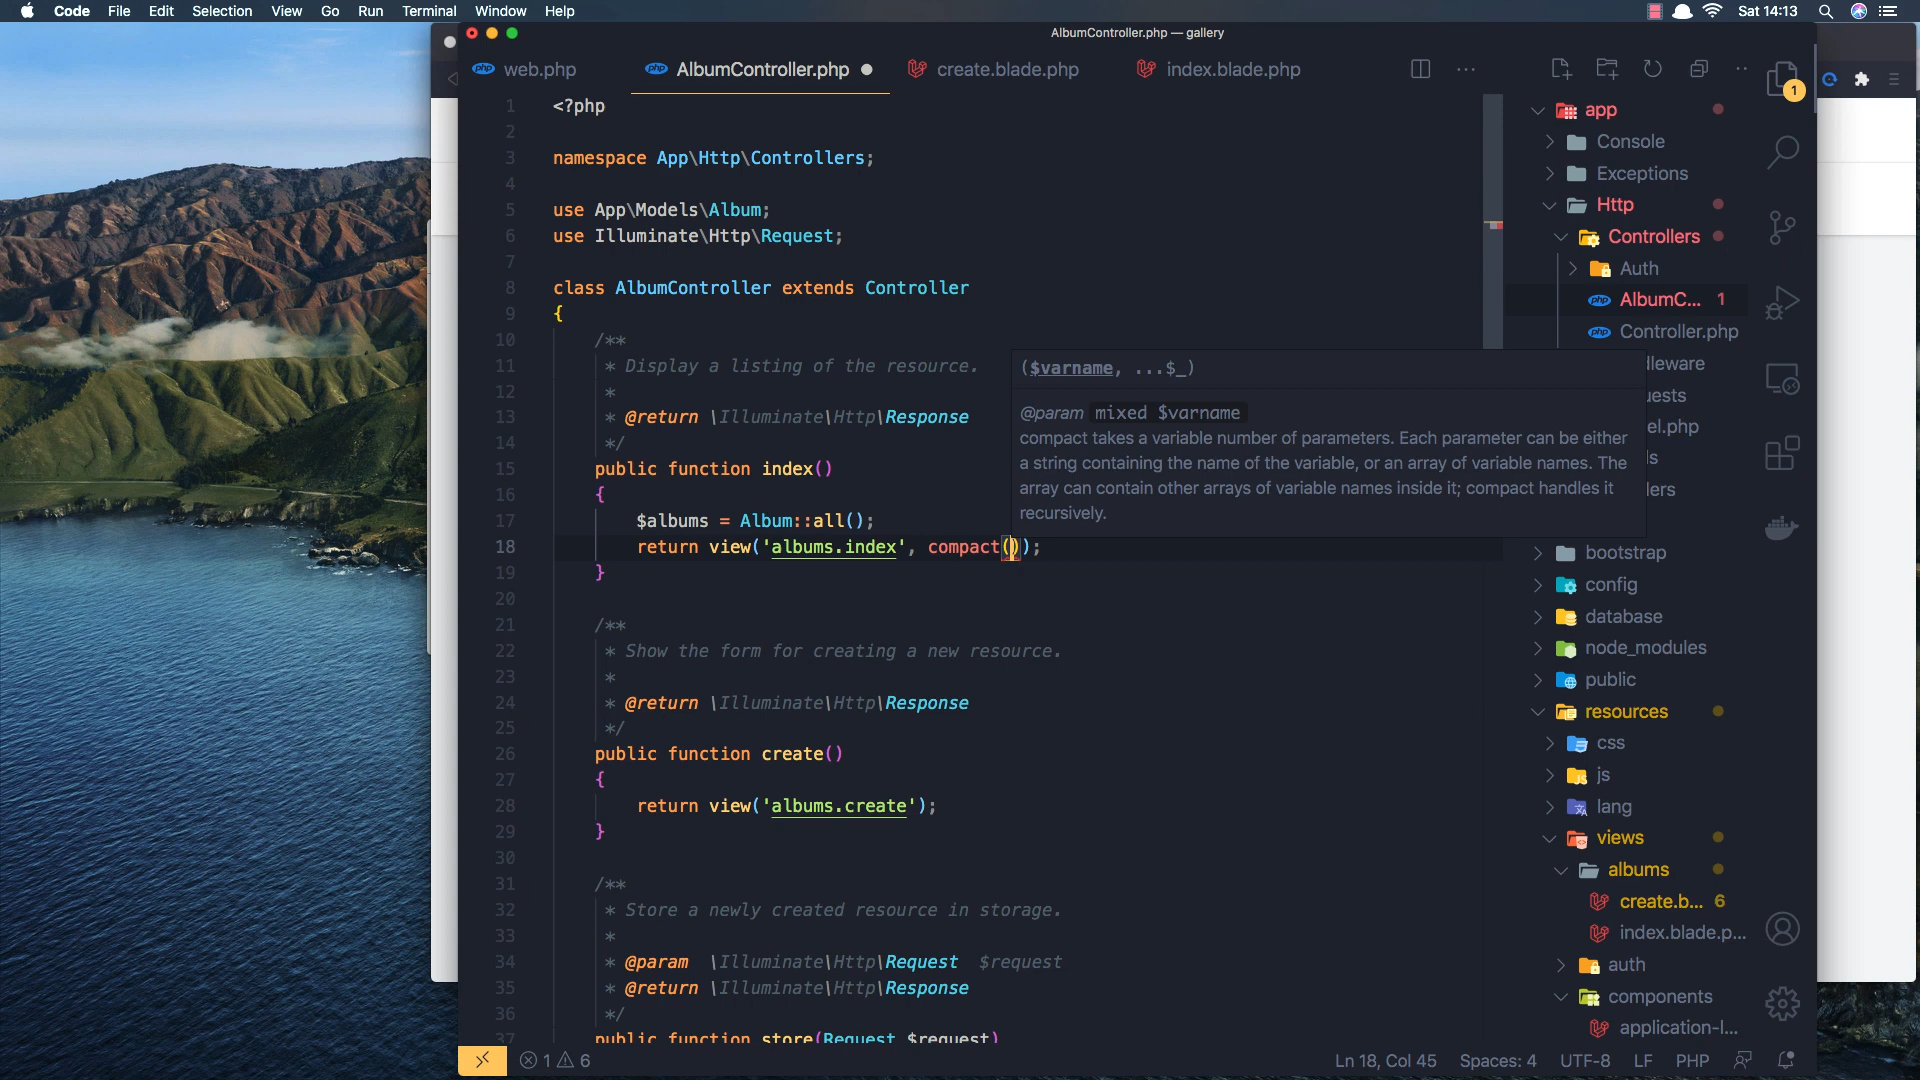 Code File Edit Selection View Go Run Terminal Window Help
Sat 14:13
AlbumController.php — gallery
web.php
AlbumController.php
create.blade.php
index.blade.php
1 <?php
2
3 namespace App\Http\Controllers;
4
5 use App\Models\Album;
6 use Illuminate\Http\Request;
7
8 class AlbumController extends Controller
9 {
10 /**
11 * Display a listing of the resource.
12 *
13 * @return \Illuminate\Http\Response
14 */
15 public function index()
16 {
17 $albums = Album::all();
18 return view('albums.index', compact());
19 }
20
21 /**
22 * Show the form for creating a new resource.
23 *
24 * @return \Illuminate\Http\Response
25 */
26 public function create()
27 {
28 return view('albums.create');
29 }
30
31 /**
32 * Store a newly created resource in storage.
33 *
34 * @param \Illuminate\Http\Request $request
35 * @return \Illuminate\Http\Response
36 */
37 public function store(Request $request)
($varname, ...$_)
@param mixed $varname
compact takes a variable number of parameters. Each parameter can be either
a string containing the name of the variable, or an array of variable names. The
array can contain other arrays of variable names inside it; compact handles it
recursively.
app
Console
Exceptions
Http
Controllers
Auth
php AlbumC... 1
php Controller.php
lleware
uests
el.php
ls
lers
bootstrap
config
database
node_modules
public
resources
css
js
lang
views
albums
create.b... 6
index.blade.p...
auth
components
application-l...
1
1 6
Ln 18, Col 45 Spaces: 4 UTF-8 LF PHP